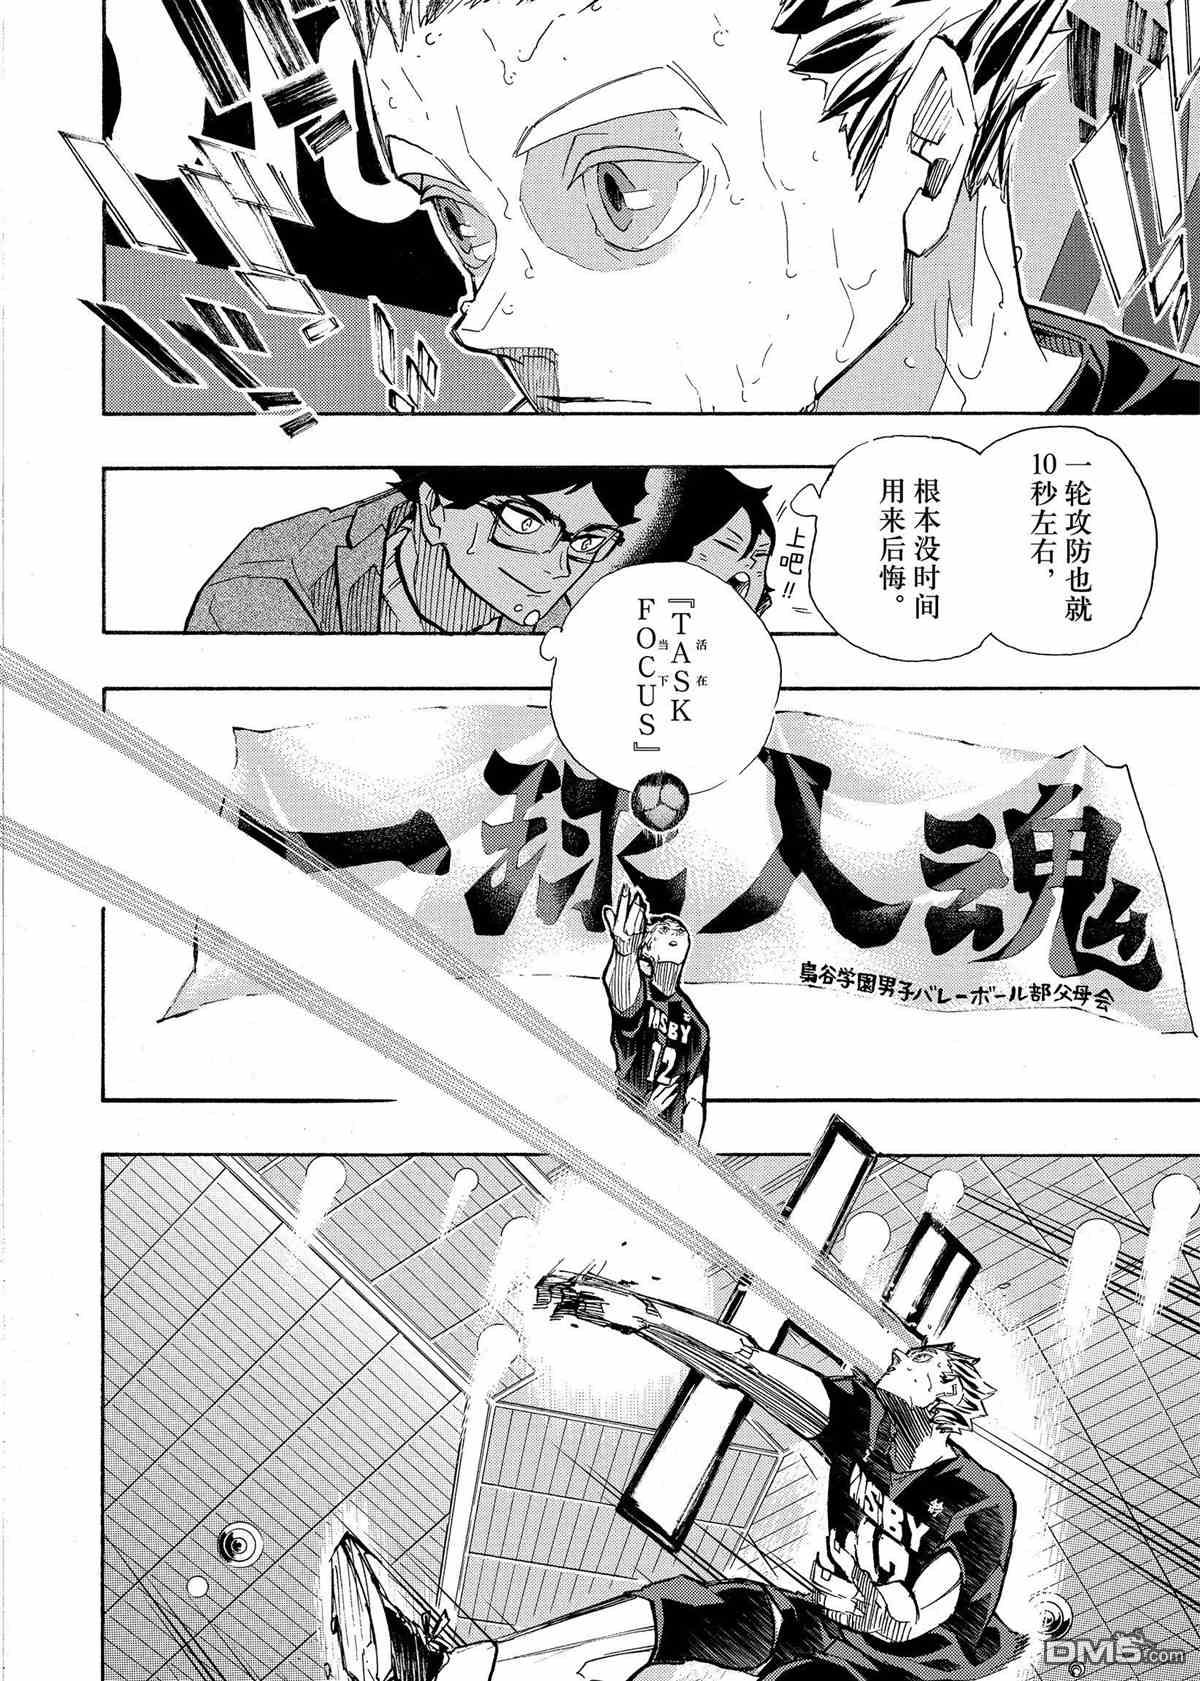 一轮攻防也就
10秒左右，
根本没时间
用来后悔。
上吧!!
『TASK
活在
FOCUS』
当下
一球入魂
梟谷学園男子バレーボール部父母会
MSBY
12
MSBY
12
DM5.com